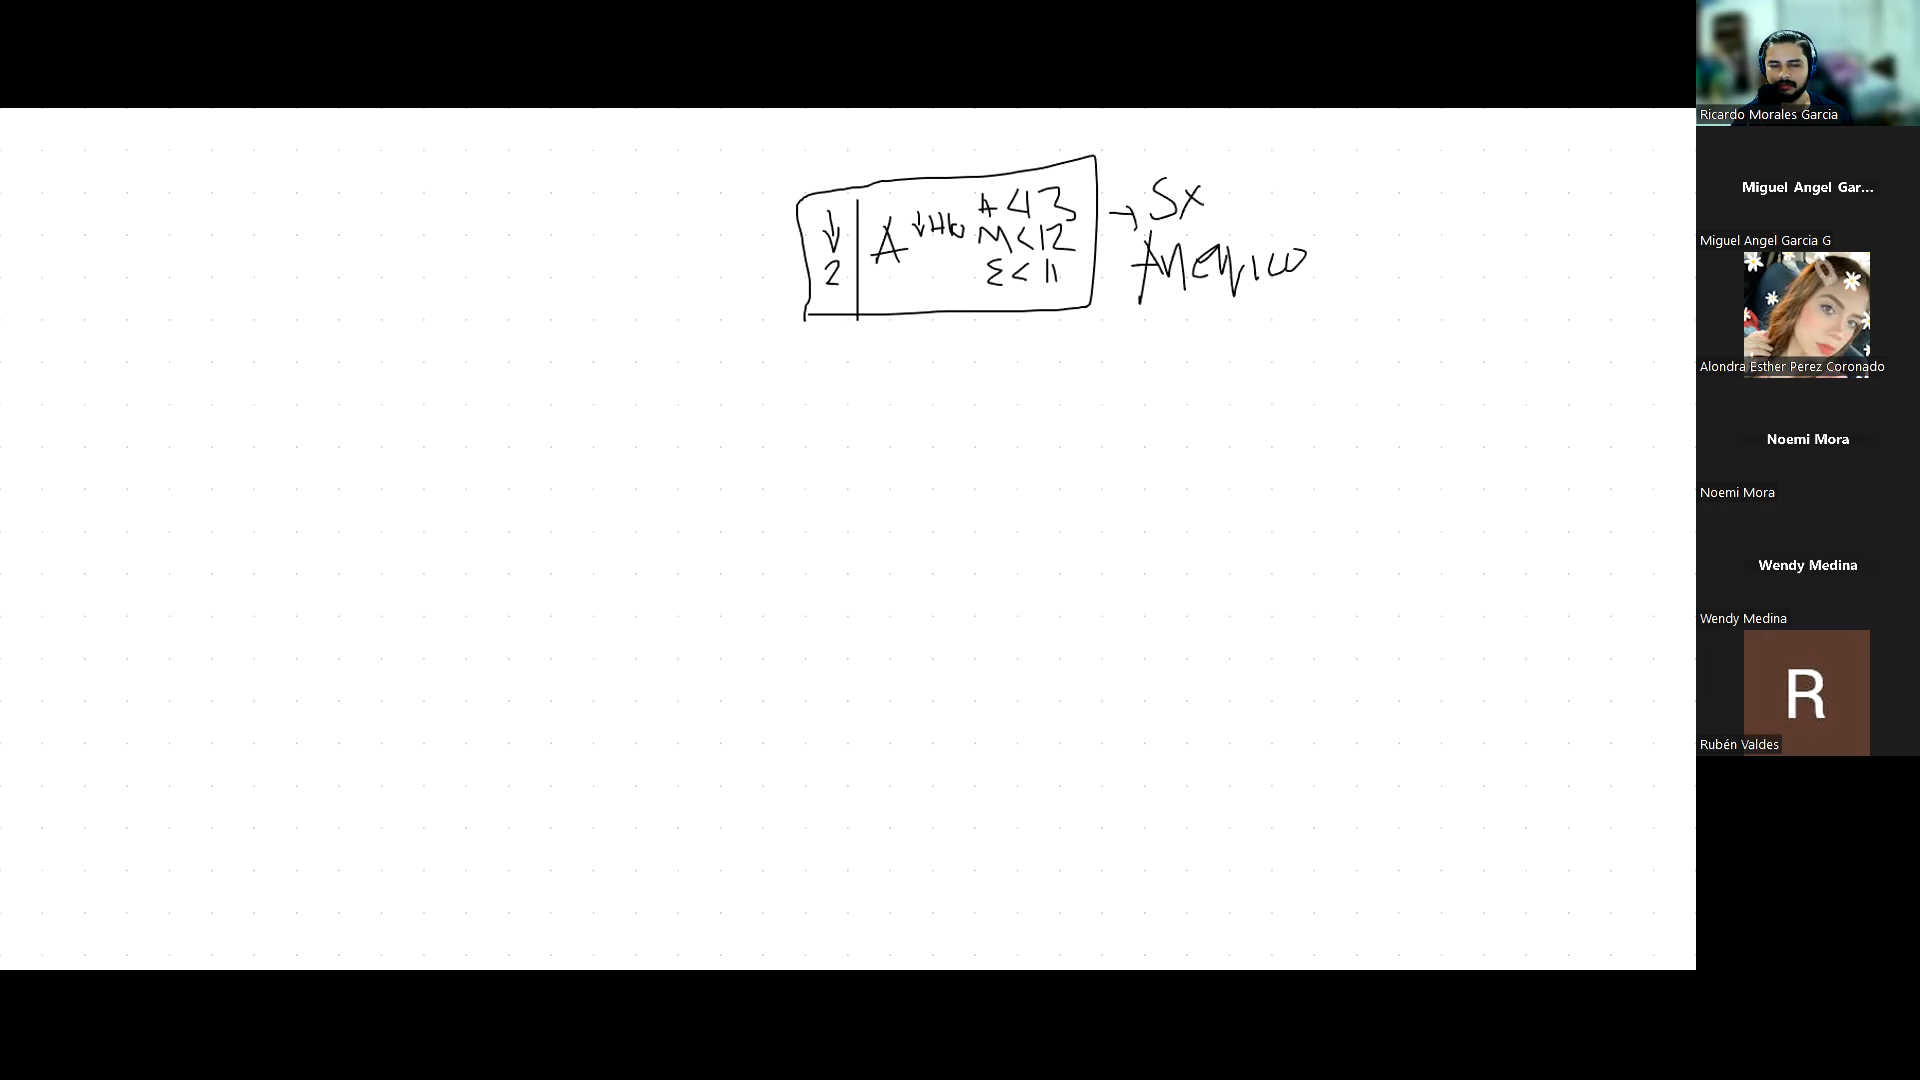 ↓ 2
A ↓Hb
H <13
M <12
E < 11
→ Sx
Anemico
Ricardo Morales Garcia
Miguel Angel Gar...
Miguel Angel Garcia G
Alondra Esther Perez Coronado
Noemi Mora
Noemi Mora
Wendy Medina
Wendy Medina
R
Rubén Valdes